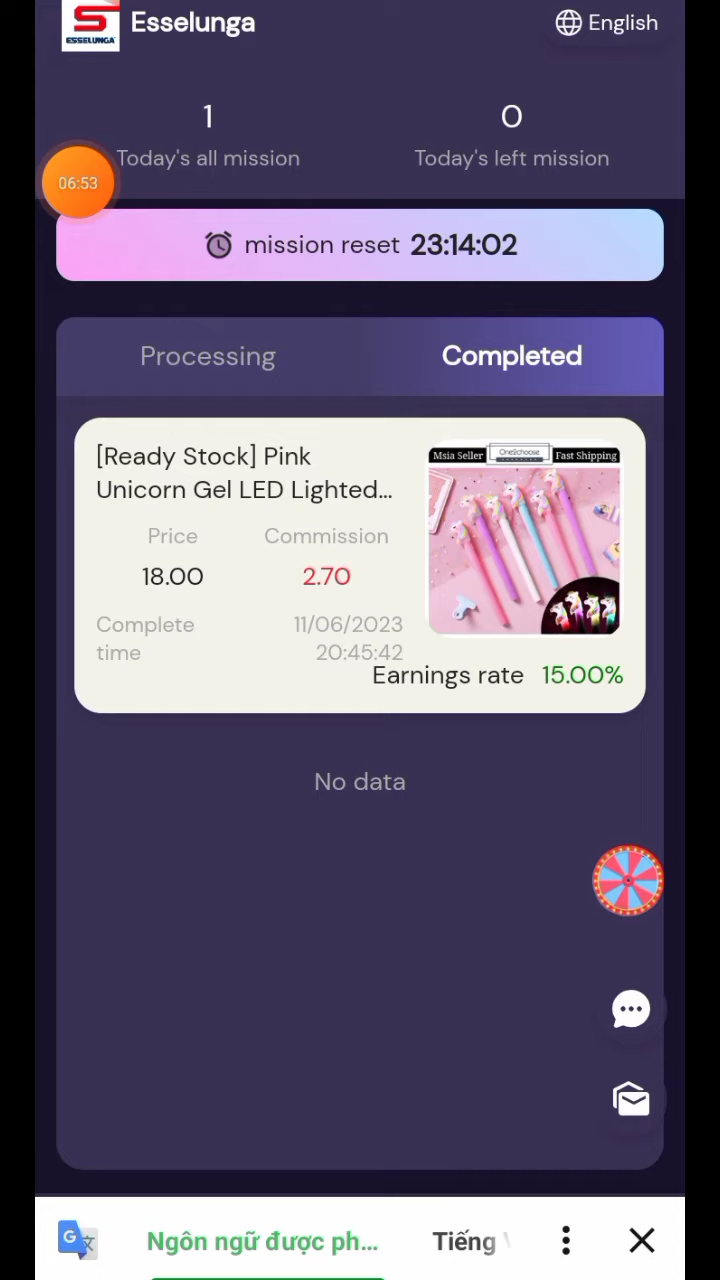 ESSELUNGA
Esselunga
English
1
0
Today's all mission
Today's left mission
06:53
mission reset 23:14:02
Processing
Completed
[Ready Stock] Pink
Unicorn Gel LED Lighted...
Msia Seller
One2choose
Fast Shipping
Price
Commission
18.00
2.70
Complete
time
11/06/2023
20:45:42
Earnings rate 15.00%
No data
Ngôn ngữ được ph...
Tiếng